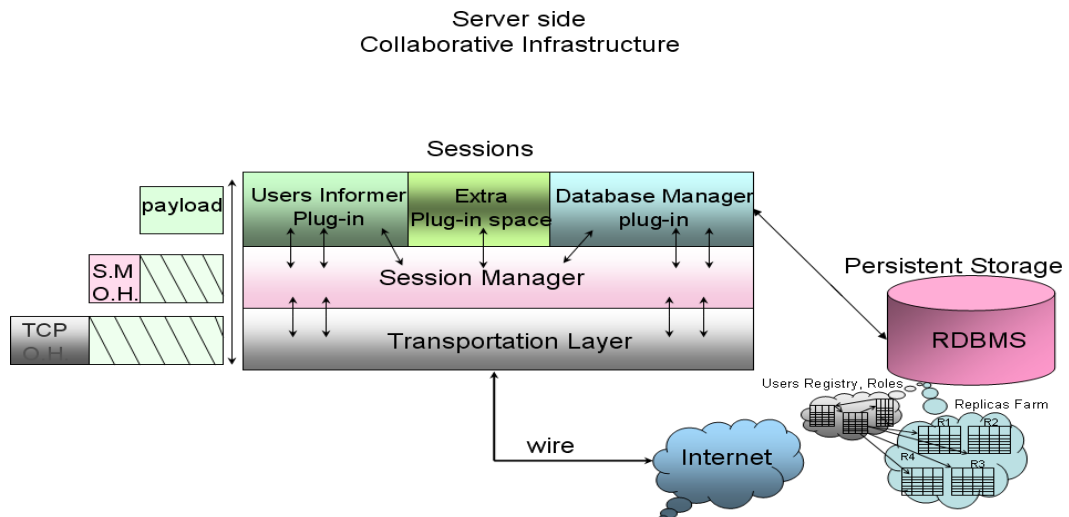 Server side
Collaborative Infrastructure
Sessions
Users Informer
Plug-in
Extra
Plug-in space
Database Manager
plug-in
payload
S.M
O.H.
Session Manager
Persistent Storage
RDBMS
TCP
O.H.
Transportation Layer
Users Registry, Roles
Replicas Farm
R1
R2
R4
R3
wire
Internet